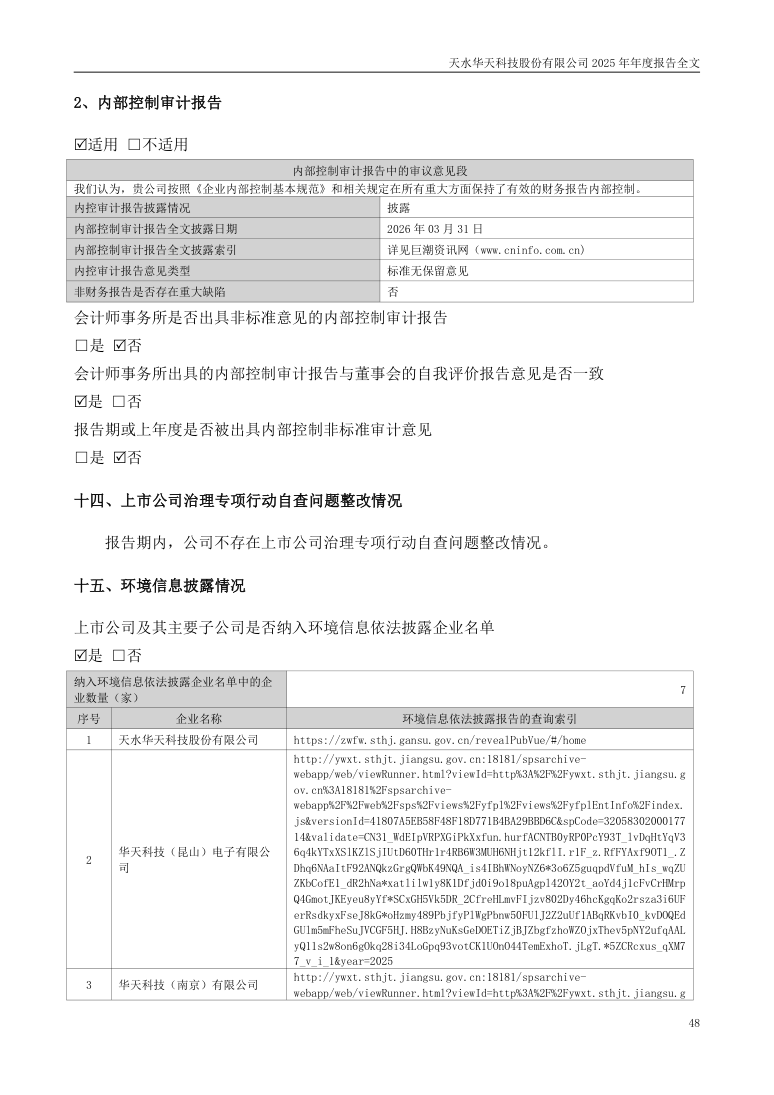 天水华天科技股份有限公司 2025 年年度报告全文
2、内部控制审计报告
☑适用 □不适用
内部控制审计报告中的审议意见段
我们认为，贵公司按照《企业内部控制基本规范》和相关规定在所有重大方面保持了有效的财务报告内部控制。
内控审计报告披露情况 披露
内部控制审计报告全文披露日期 2026 年 03 月 31 日
内部控制审计报告全文披露索引 详见巨潮资讯网（www.cninfo.com.cn)
内控审计报告意见类型 标准无保留意见
非财务报告是否存在重大缺陷 否
会计师事务所是否出具非标准意见的内部控制审计报告
□是 ☑否
会计师事务所出具的内部控制审计报告与董事会的自我评价报告意见是否一致
☑是 □否
报告期或上年度是否被出具内部控制非标准审计意见
□是 ☑否
十四、上市公司治理专项行动自查问题整改情况
报告期内，公司不存在上市公司治理专项行动自查问题整改情况。
十五、环境信息披露情况
上市公司及其主要子公司是否纳入环境信息依法披露企业名单
☑是 □否
纳入环境信息依法披露企业名单中的企
业数量（家） 7
序号 企业名称 环境信息依法披露报告的查询索引
1 天水华天科技股份有限公司 https://zwfw.sthj.gansu.gov.cn/revealPubVue/#/home
2 华天科技（昆山）电子有限公
司
http://ywxt.sthjt.jiangsu.gov.cn:18181/spsarchive-
webapp/web/viewRunner.html?viewId=http%3A%2F%2Fywxt.sthjt.jiangsu.g
ov.cn%3A18181%2Fspsarchive-
webapp%2F%2Fweb%2Fsps%2Fviews%2Fyfpl%2Fviews%2FyfplEntInfo%2Findex.
js&versionId=41807A5EB58F48F18D771B4BA29BBD6C&spCode=32058302000177
14&validate=CN31_WdEIpVRPXGiPkXxfun.hurfACNTB0yRPOPcY93T_lvDqHtYqV3
77_v_i_l&year=2025
3 华天科技（南京）有限公司 http://ywxt.sthjt.jiangsu.gov.cn:18181/spsarchive-
webapp/web/viewRunner.html?viewId=http%3A%2F%2Fywxt.sthjt.jiangsu.g
48